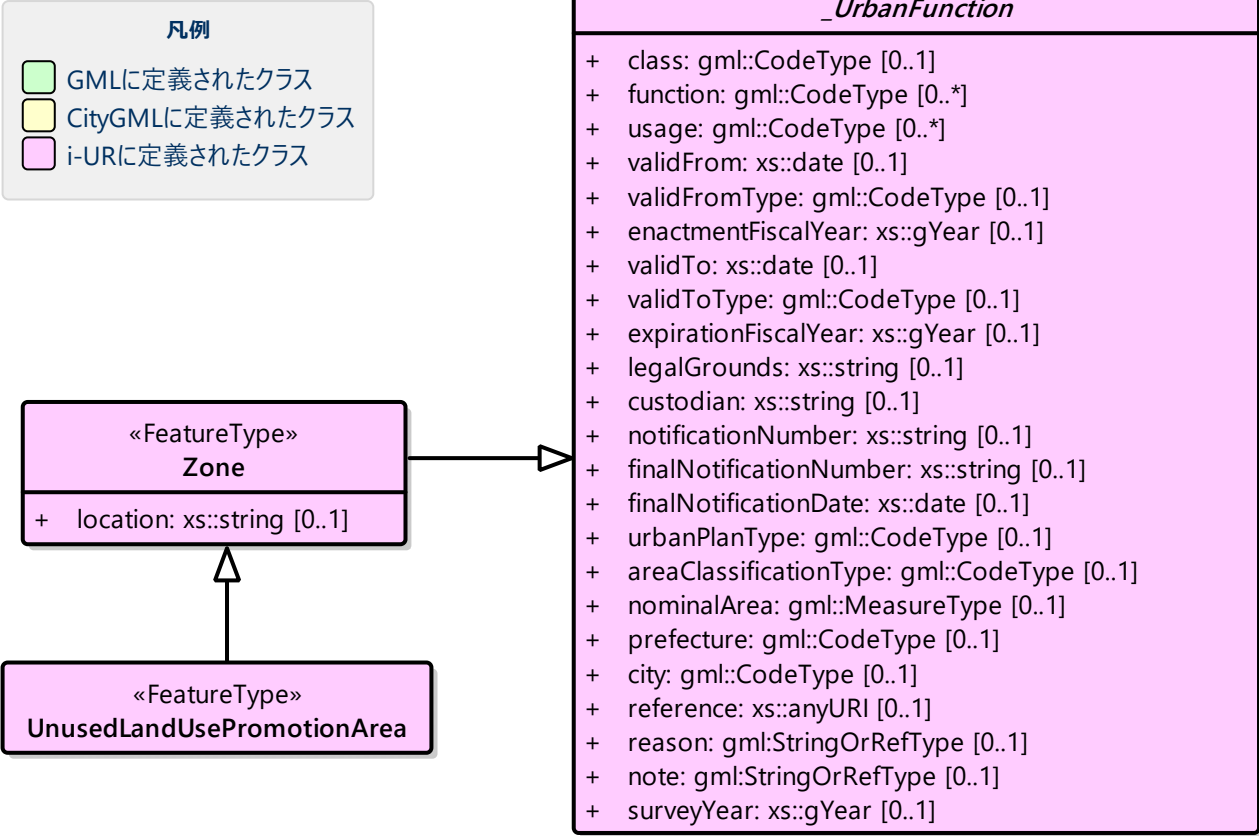 凡例
GMLに定義されたクラス
CityGMLに定義されたクラス
i-URに定義されたクラス
_UrbanFunction
+ class: gml::CodeType [0..1]
+ function: gml::CodeType [0..*]
+ usage: gml::CodeType [0..*]
+ validFrom: xs::date [0..1]
+ validFromType: gml::CodeType [0..1]
+ enactmentFiscalYear: xs::gYear [0..1]
+ validTo: xs::date [0..1]
+ validToType: gml::CodeType [0..1]
+ expirationFiscalYear: xs::gYear [0..1]
+ legalGrounds: xs::string [0..1]
+ custodian: xs::string [0..1]
+ notificationNumber: xs::string [0..1]
+ finalNotificationNumber: xs::string [0..1]
+ finalNotificationDate: xs::date [0..1]
+ urbanPlanType: gml::CodeType [0..1]
+ areaClassificationType: gml::CodeType [0..1]
+ nominalArea: gml::MeasureType [0..1]
+ prefecture: gml::CodeType [0..1]
+ city: gml::CodeType [0..1]
+ reference: xs::anyURI [0..1]
+ reason: gml:StringOrRefType [0..1]
+ note: gml:StringOrRefType [0..1]
+ surveyYear: xs::gYear [0..1]
«FeatureType»
Zone
+ location: xs::string [0..1]
«FeatureType»
UnusedLandUsePromotionArea